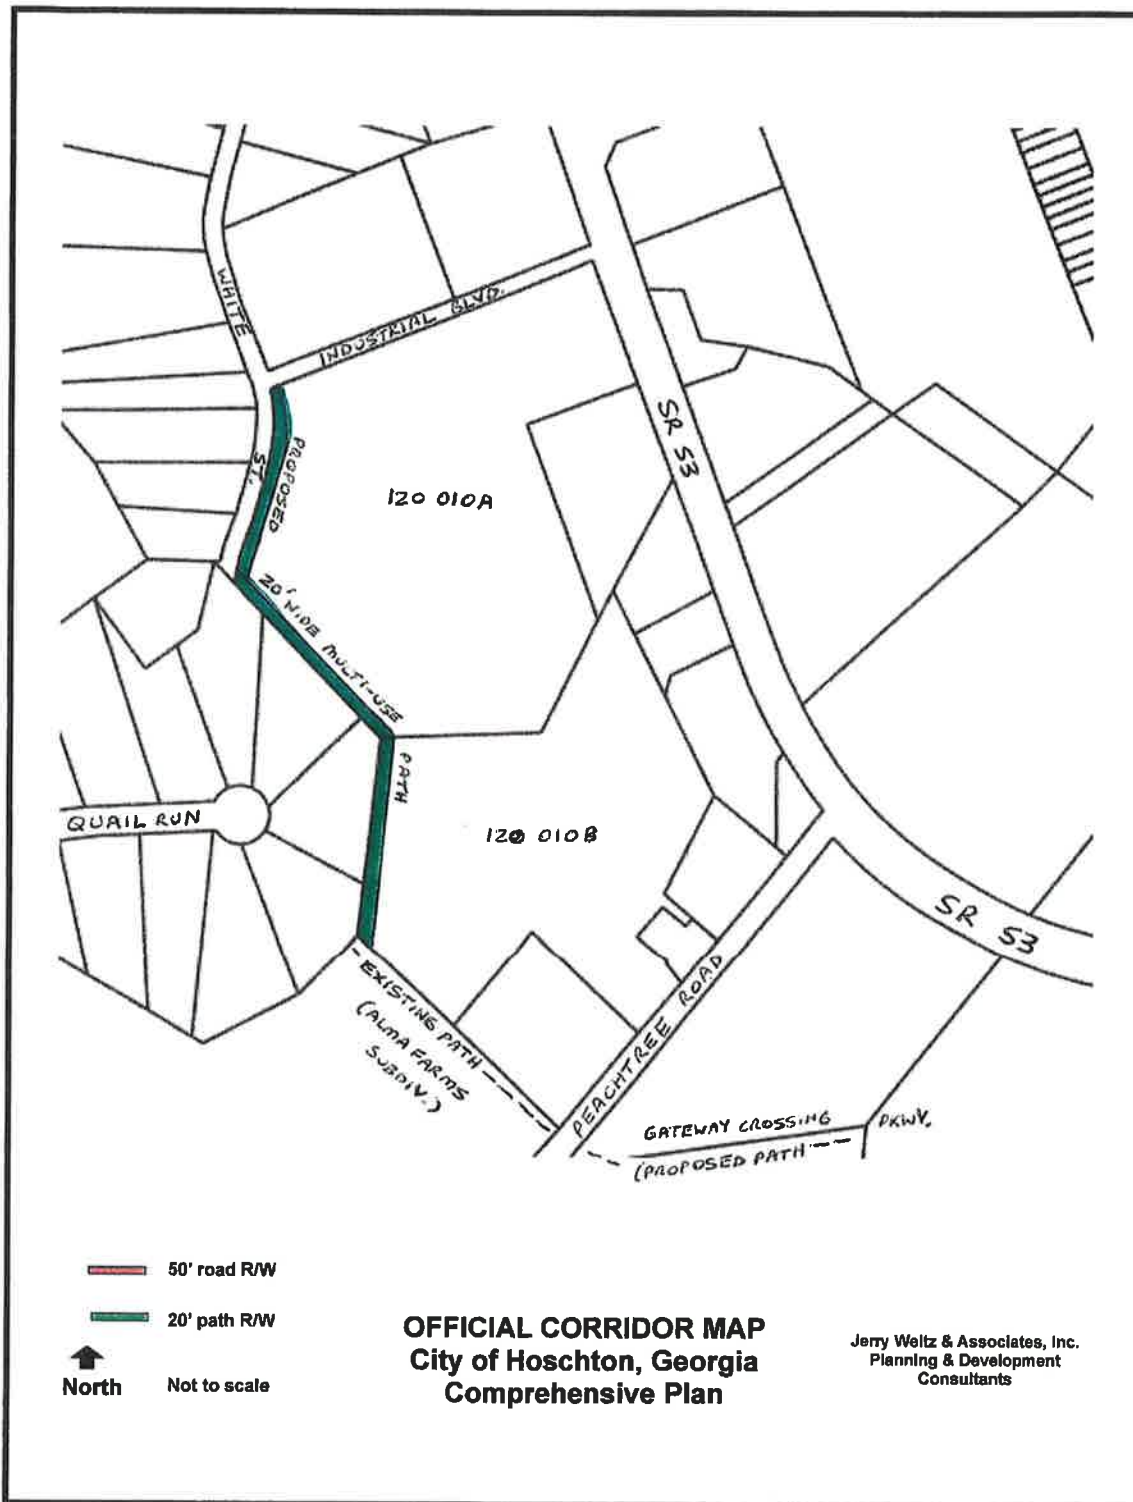 WHITE
ST.
INDUSTRIAL BLVD.
SR 53
PROPOSED
20' WIDE MULTI-USE
PATH
120 010A
QUAIL RUN
120 010B
SR 53
EXISTING PATH
(ALMA FARMS
SUBDIV.)
PEACHTREE ROAD
GATEWAY CROSSING
PKWY.
(PROPOSED PATH
50' road R/W
20' path R/W
North
Not to scale
OFFICIAL CORRIDOR MAP
City of Hoschton, Georgia
Comprehensive Plan
Jerry Weitz & Associates, Inc.
Planning & Development
Consultants